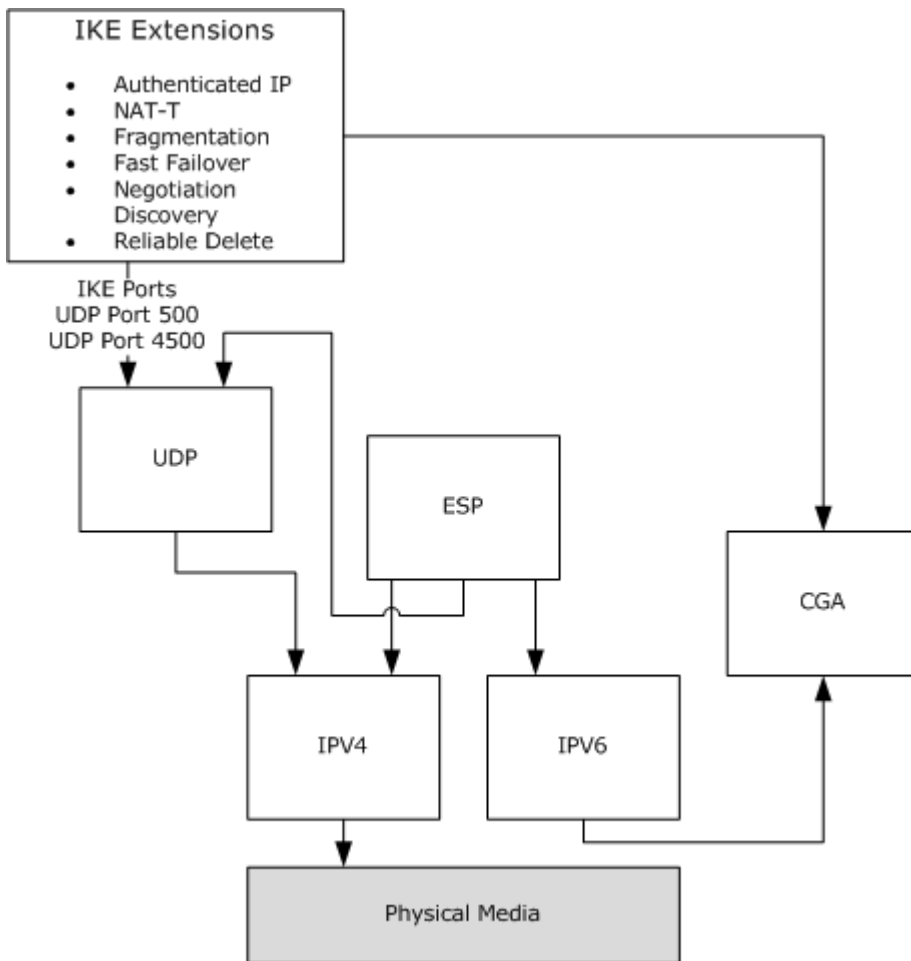 IKE Extensions
• Authenticated IP
• NAT-T
• Fragmentation
• Fast Failover
• Negotiation
Discovery
• Reliable Delete
IKE Ports
UDP Port 500
UDP Port 4500
UDP
ESP
CGA
IPV4
IPV6
Physical Media